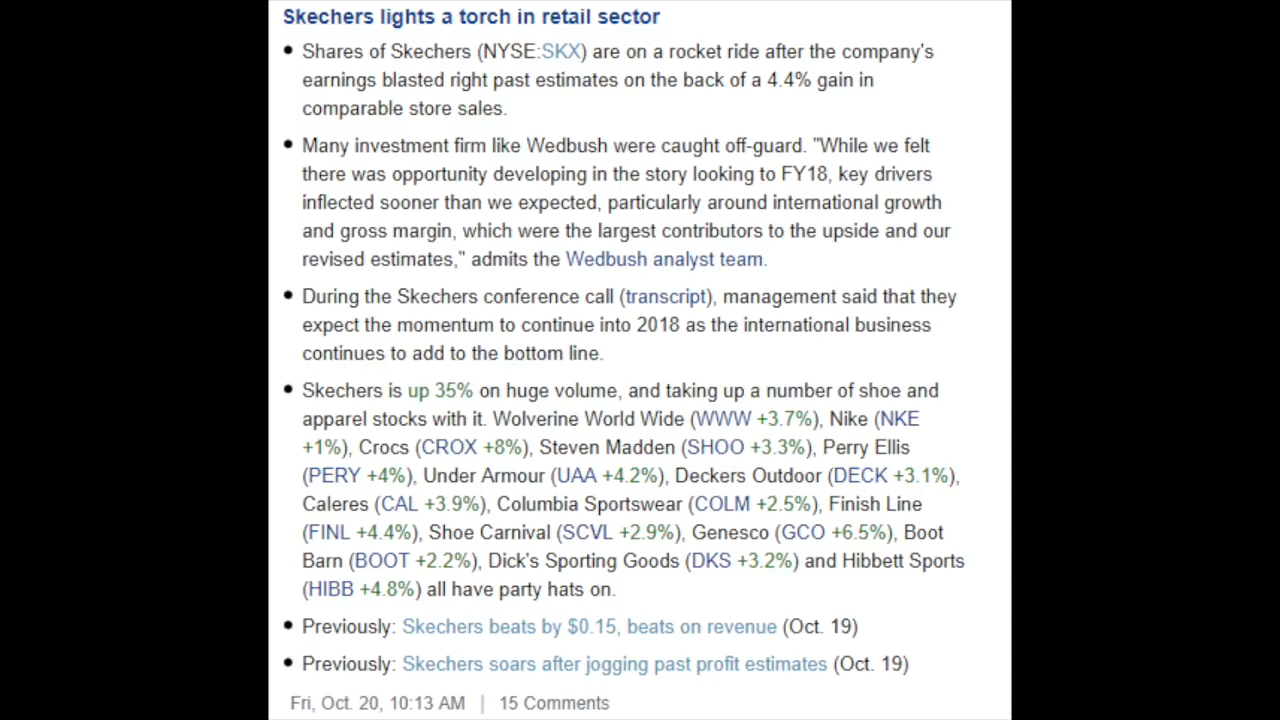 Skechers lights a torch in retail sector
• Shares of Skechers (NYSE:SKX) are on a rocket ride after the company's
earnings blasted right past estimates on the back of a 4.4% gain in
comparable store sales.
• Many investment firm like Wedbush were caught off-guard. "While we felt
there was opportunity developing in the story looking to FY18, key drivers
inflected sooner than we expected, particularly around international growth
and gross margin, which were the largest contributors to the upside and our
revised estimates," admits the Wedbush analyst team.
• During the Skechers conference call (transcript), management said that they
expect the momentum to continue into 2018 as the international business
continues to add to the bottom line.
• Skechers is up 35% on huge volume, and taking up a number of shoe and
apparel stocks with it. Wolverine World Wide (WWW +3.7%), Nike (NKE
+1%), Crocs (CROX +8%), Steven Madden (SHOO +3.3%), Perry Ellis
(PERY +4%), Under Armour (UAA +4.2%), Deckers Outdoor (DECK +3.1%),
Caleres (CAL +3.9%), Columbia Sportswear (COLM +2.5%), Finish Line
(FINL +4.4%), Shoe Carnival (SCVL +2.9%), Genesco (GCO +6.5%), Boot
Barn (BOOT +2.2%), Dick's Sporting Goods (DKS +3.2%) and Hibbett Sports
(HIBB +4.8%) all have party hats on.
• Previously: Skechers beats by $0.15, beats on revenue (Oct. 19)
• Previously: Skechers soars after jogging past profit estimates (Oct. 19)
Fri, Oct. 20, 10:13 AM | 15 Comments